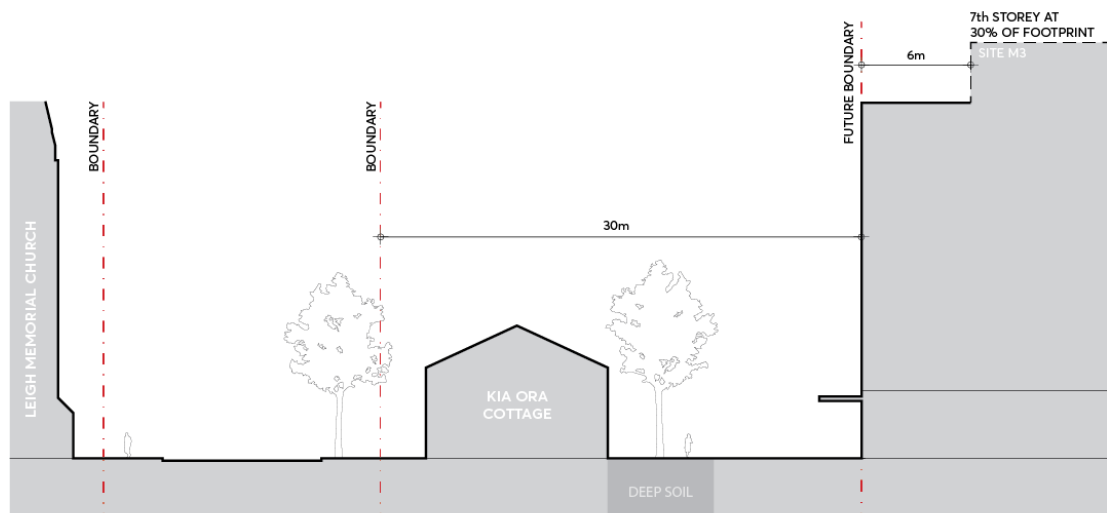 7th STOREY AT
30% OF FOOTPRINT
SITE M3
6m
BOUNDARY
BOUNDARY
FUTURE BOUNDARY
30m
LEIGH MEMORIAL CHURCH
KIA ORA
COTTAGE
DEEP SOIL